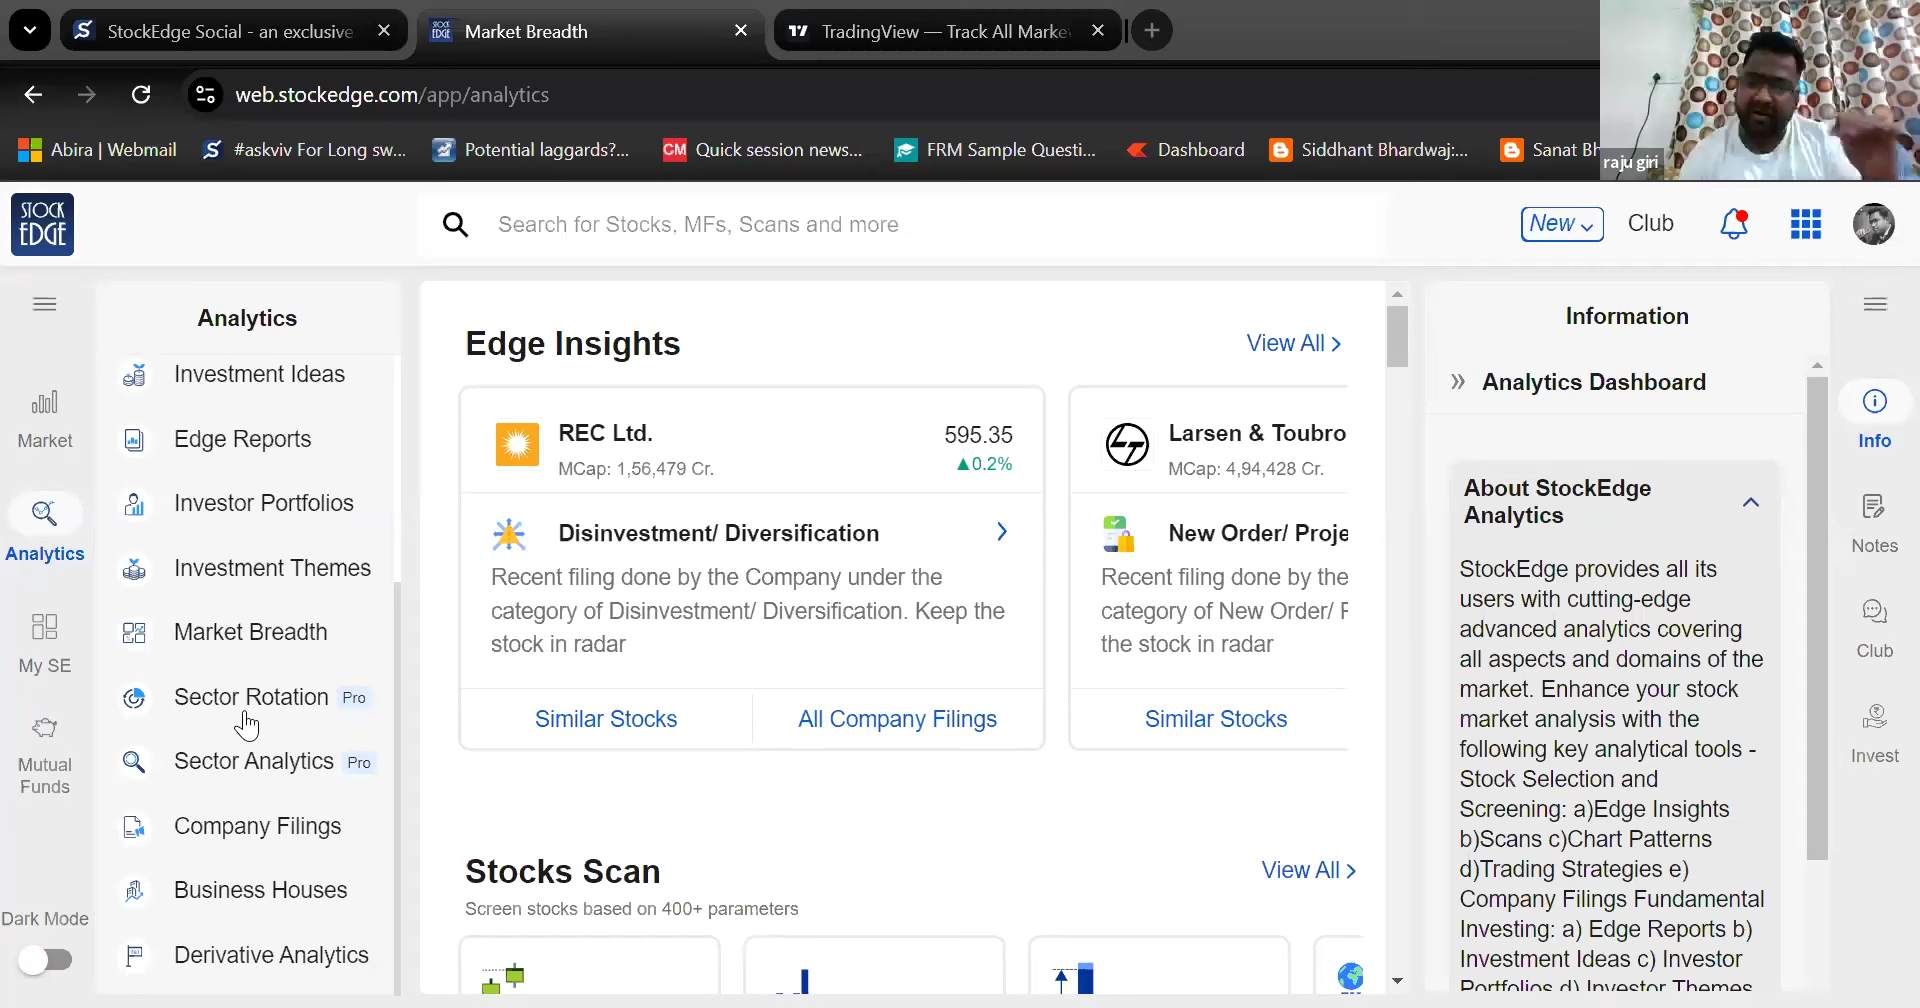 StockEdge Social - an exclusive
STOCK EDGE
Market Breadth
TradingView — Track All Marke
web.stockedge.com/app/analytics
Abira | Webmail
#askviv For Long sw...
Potential laggards?...
CM Quick session news...
FRM Sample Questi...
Dashboard
Siddhant Bhardwaj:...
Sanat Bh
raju giri
STOCK
EDGE
Search for Stocks, MFs, Scans and more
New
Club
Market
Analytics
My SE
Mutual
Funds
Dark Mode
Analytics
Investment Ideas
Edge Reports
Investor Portfolios
Investment Themes
Market Breadth
Sector Rotation Pro
Sector Analytics Pro
Company Filings
Business Houses
Derivative Analytics
Edge Insights
View All >
REC Ltd.
595.35
MCap: 1,56,479 Cr.
▲0.2%
Disinvestment/ Diversification
Recent filing done by the Company under the
category of Disinvestment/ Diversification. Keep the
stock in radar
Similar Stocks
All Company Filings
Larsen & Toubro
MCap: 4,94,428 Cr.
New Order/ Proje
Recent filing done by the
category of New Order/ P
the stock in radar
Similar Stocks
Stocks Scan
View All >
Screen stocks based on 400+ parameters
Information
Analytics Dashboard
About StockEdge
Analytics
StockEdge provides all its
users with cutting-edge
advanced analytics covering
all aspects and domains of the
market. Enhance your stock
market analysis with the
following key analytical tools -
Stock Selection and
Screening: a)Edge Insights
b)Scans c)Chart Patterns
d)Trading Strategies e)
Company Filings Fundamental
Investing: a) Edge Reports b)
Investment Ideas c) Investor
Portfolios d) Investor Themes
Info
Notes
Club
Invest